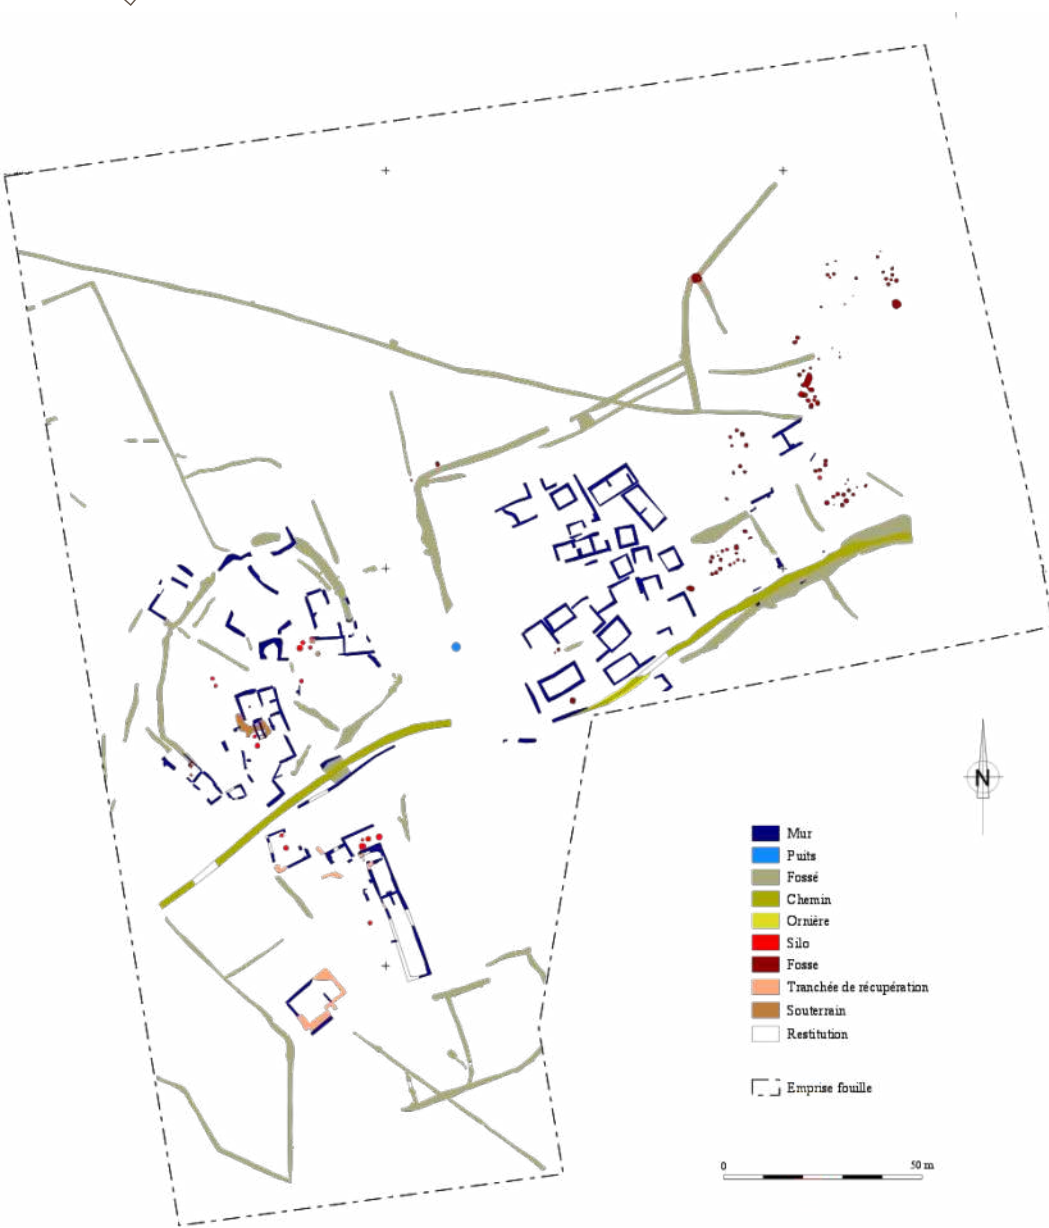 N
Mur
Puits
Fossé
Chemin
Ornière
Silo
Fosse
Tranchée de récupération
Souterrain
Restitution
Emprise fouille
0 50 m